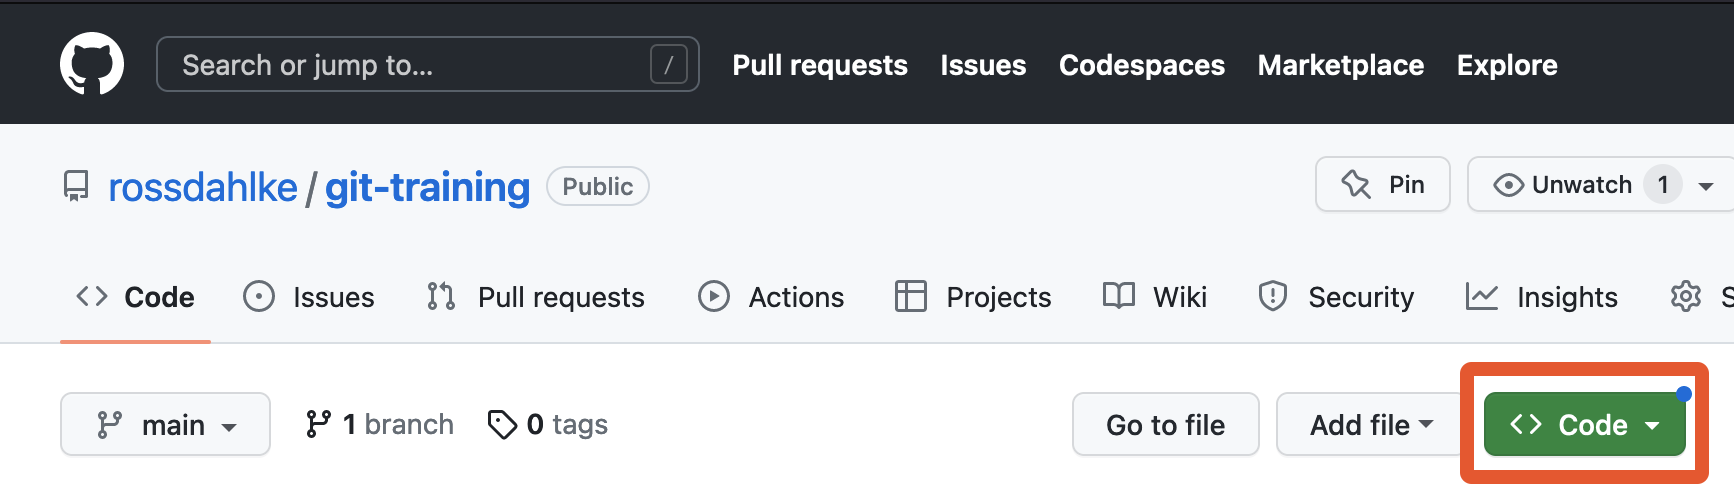 Search or jump to... / Pull requests Issues Codespaces Marketplace Explore
rossdahlke / git-training Public Pin Unwatch 1
Code Issues Pull requests Actions Projects Wiki Security Insights S
main 1 branch 0 tags Go to file Add file <> Code